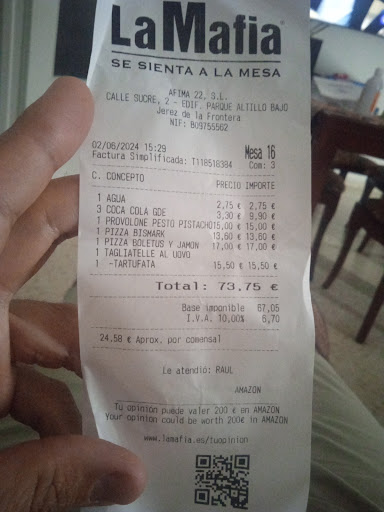 La Mafia®
SE SIENTA A LA MESA
AFIMA 22, S.L.
CALLE SUCRE, 2 - EDIF. PARQUE ALTILLO BAJO
Jerez de la Frontera
NIF: B09755502
02/06/2024 15:29 Mesa 16
Factura Simplificada: T118518384 Com: 3
C. CONCEPTO PRECIO IMPORTE
1 AGUA 2,75 € 2,75 €
3 COCA COLA GDE 3,30 € 9,90 €
1 PROVOLONE PESTO PISTACHO 15,00 € 15,00 €
1 PIZZA BISMARK 13,60 € 13,60 €
1 PIZZA BOLETUS Y JAMON 17,00 € 17,00 €
1 TAGLIATELLE AL UOVO
1 -TARTUFATA 15,50 € 15,50 €
Total: 73,75 €
Base imponible 67,05
I.V.A. 10.00% 6,70
24,58 € Aprox. por comensal
Le atendio: RAUL
AMAZON
Tu opinion puede valer 200 € en AMAZON
Your opinion could be worth 200€ in AMAZON
www.lamafia.es/tuopinion